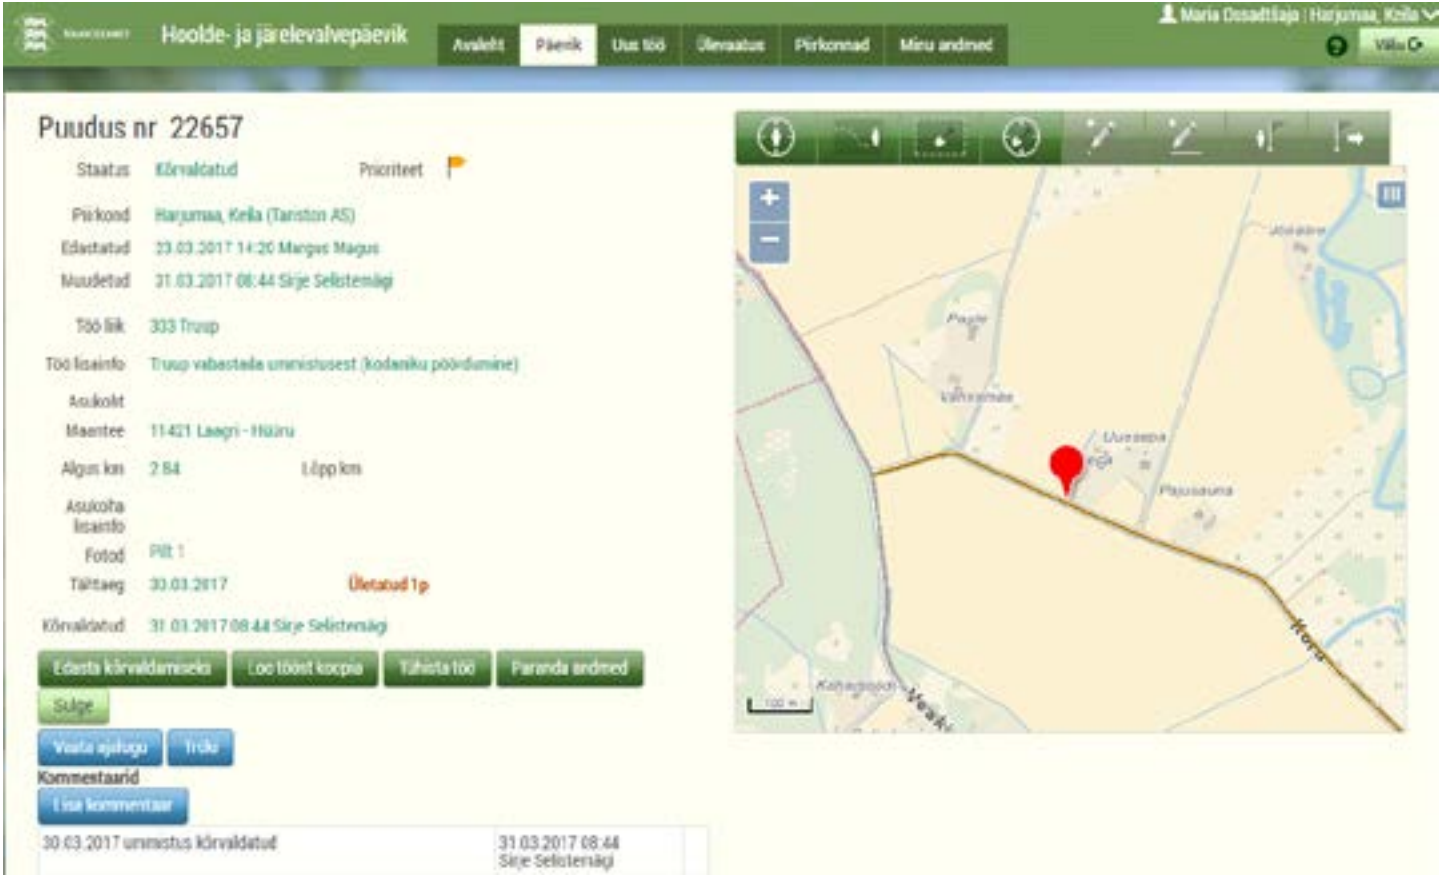 Hoolde- ja järelevalvepäevik
Avaleht Päevik Uus töö Ülevaatus Piirkonnad Minu andmed
Maria Ossadtšaja | Harjumaa, Keila
Välju
Puudus nr 22657
Staatus Kõrvaldatud Prioriteet
Piirkond Harjumaa, Keila (Tariston AS)
Edastatud 23.03.2017 14:20 Margus Magus
Muudetud 31.03.2017 08:44 Sirje Selistemägi
Töö liik 333 Truup
Töö lisainfo Truup vabastada ummistusest (kodaniku pöördumine)
Asukoht
Maantee 11421 Laagri - Hüüru
Algus km 2.84 Lõpp km
Asukoha
lisainfo
Fotod Pilt 1
Tähtaeg 30.03.2017 Ületatud 1p
Kõrvaldatud 31.03.2017 08:44 Sirje Selistemägi
Edasta kõrvaldamiseks Loo tööst koopia Tühista töö Paranda andmed
Sulge
Vaata ajalugu Trüki
Kommentaarid
Lisa kommentaar
30.03.2017 ummistus kõrvaldatud
31.03.2017 08:44
Sirje Selistemägi
Jõeääre
Uuesepa
Pajusauna
Koru
100 m